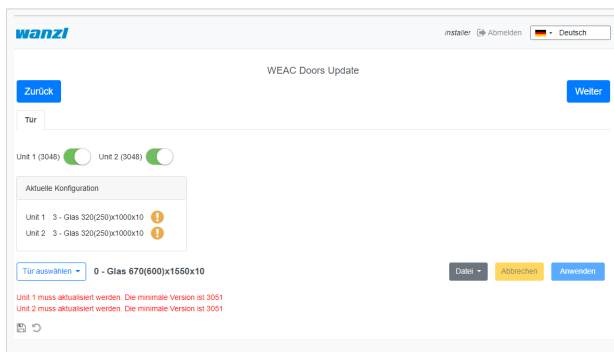 wanzl
installer Abmelden Deutsch
WEAC Doors Update
Zurück Weiter
Tür
Unit 1 (3048) Unit 2 (3048)
Aktuelle Konfiguration
Unit 1 3 - Glas 320(250)x1000x10
Unit 2 3 - Glas 320(250)x1000x10
Tür auswählen 0 - Glas 670(600)x1550x10 Datei Abbrechen Anwenden
Unit 1 muss aktualisiert werden. Die minimale Version ist 3051
Unit 2 muss aktualisiert werden. Die minimale Version ist 3051